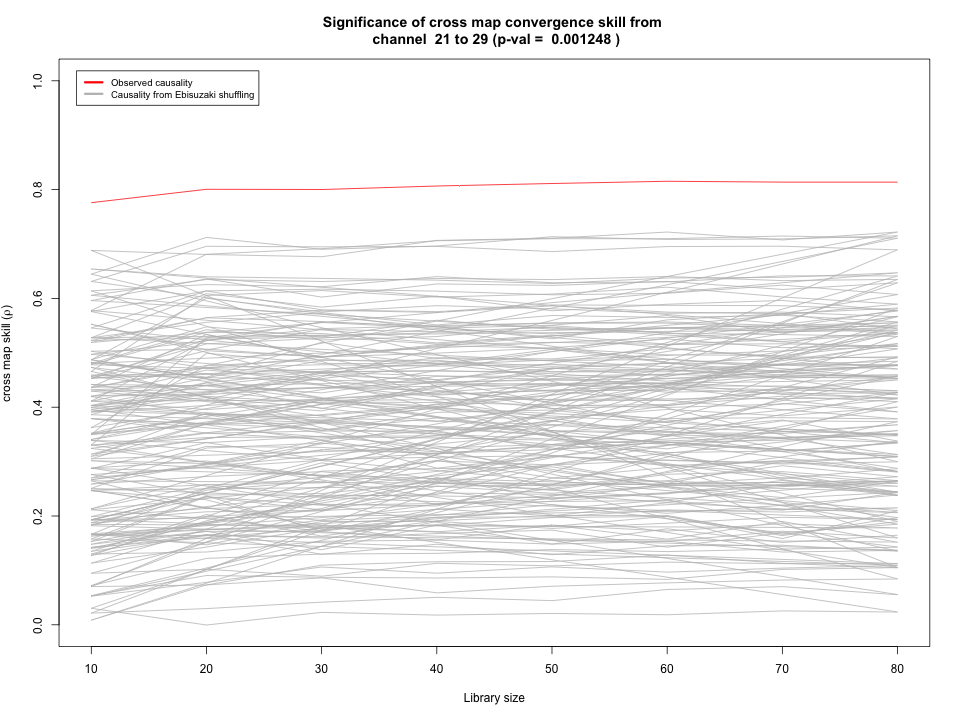 Significance of cross map convergence skill from
channel  21 to 29 (p-val =  0.001248 )
Observed causality
Causality from Ebisuzaki shuffling
cross map skill (ρ)
1.0
0.8
0.6
0.4
0.2
0.0
10 20 30 40 50 60 70 80
Library size